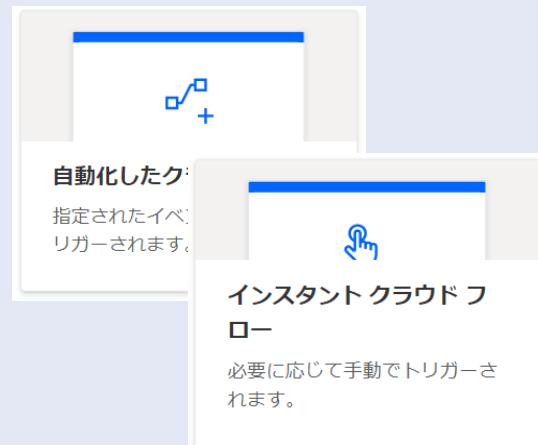 自動化したク
指定されたイベ
リガーされます。
インスタント クラウド フ
ロー
必要に応じて手動でトリガーさ
れます。